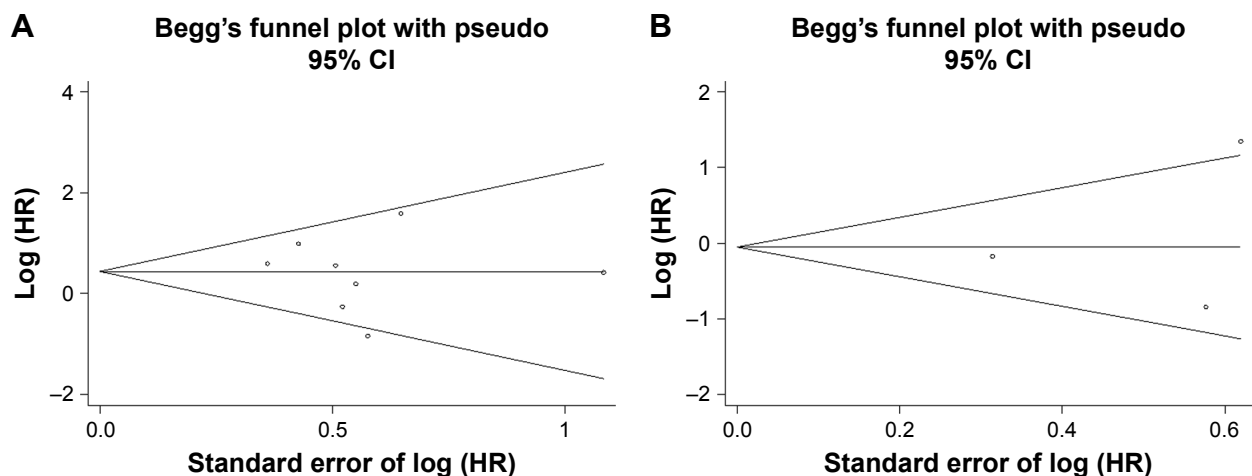 A
Begg’s funnel plot with pseudo
95% CI
4
2
0
–2
Log (HR)
0.0
0.5
1
Standard error of log (HR)
B
Begg’s funnel plot with pseudo
95% CI
2
1
0
–1
–2
Log (HR)
0.0
0.2
0.4
0.6
Standard error of log (HR)